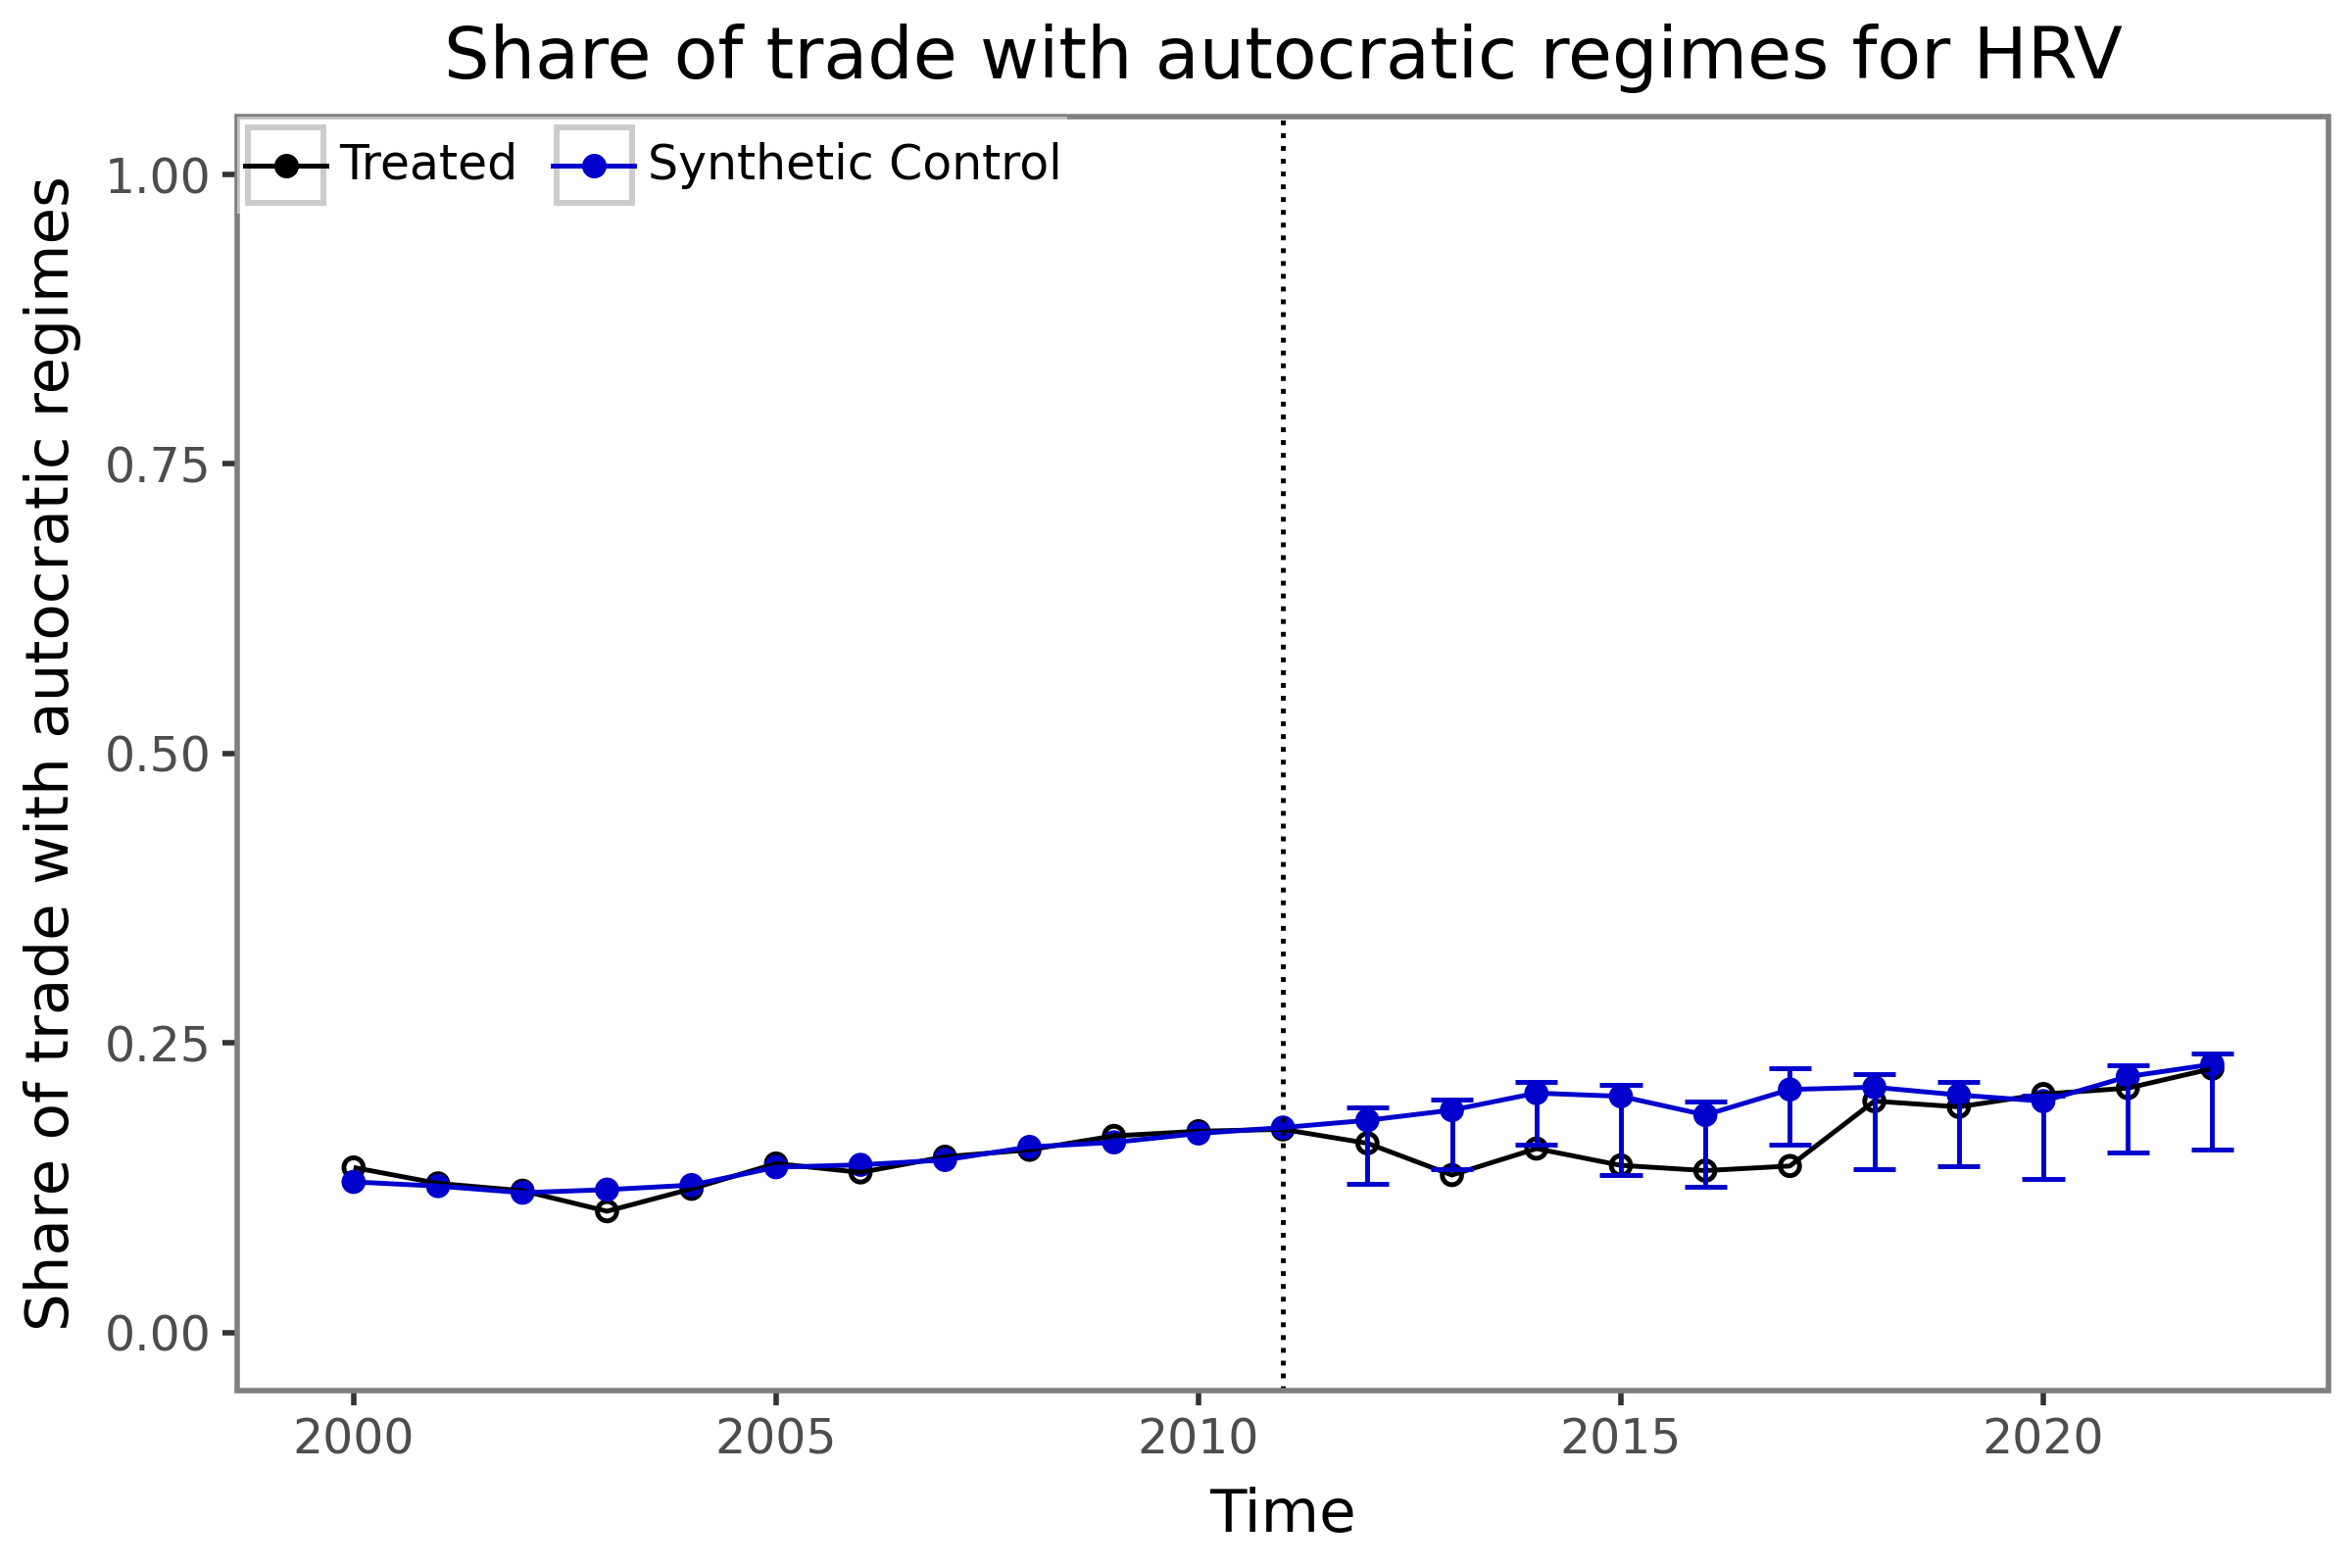 Share of trade with autocratic regimes for HRV
Treated
Synthetic Control
Share of trade with autocratic regimes
1.00
0.75
0.50
0.25
0.00
2000
2005
2010
2015
2020
Time